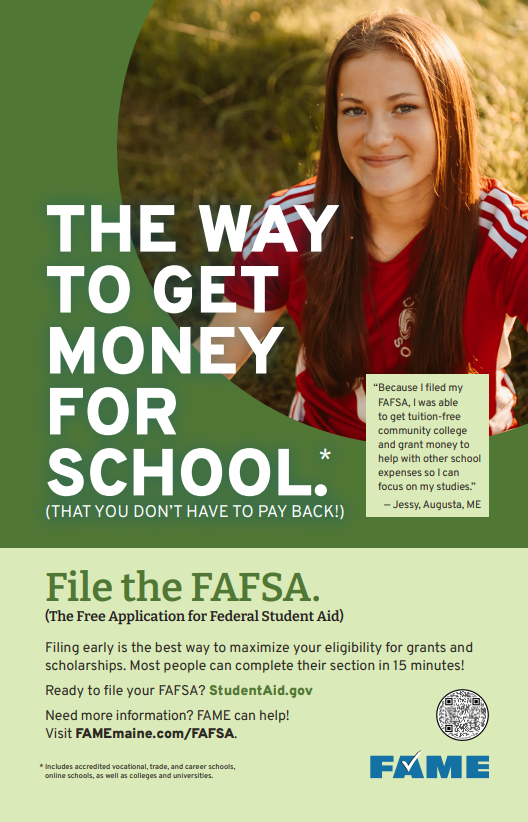 THE WAY
TO GET
MONEY
FOR
SCHOOL.*
(THAT YOU DON'T HAVE TO PAY BACK!)
“Because I filed my
FAFSA, I was able
to get tuition-free
community college
and grant money to
help with other school
expenses so I can
focus on my studies.”
— Jessy, Augusta, ME
File the FAFSA.
(The Free Application for Federal Student Aid)
Filing early is the best way to maximize your eligibility for grants and
scholarships. Most people can complete their section in 15 minutes!
Ready to file your FAFSA? StudentAid.gov
Need more information? FAME can help!
Visit FAMEmaine.com/FAFSA.
* Includes accredited vocational, trade, and career schools,
online schools, as well as colleges and universities.
FAME